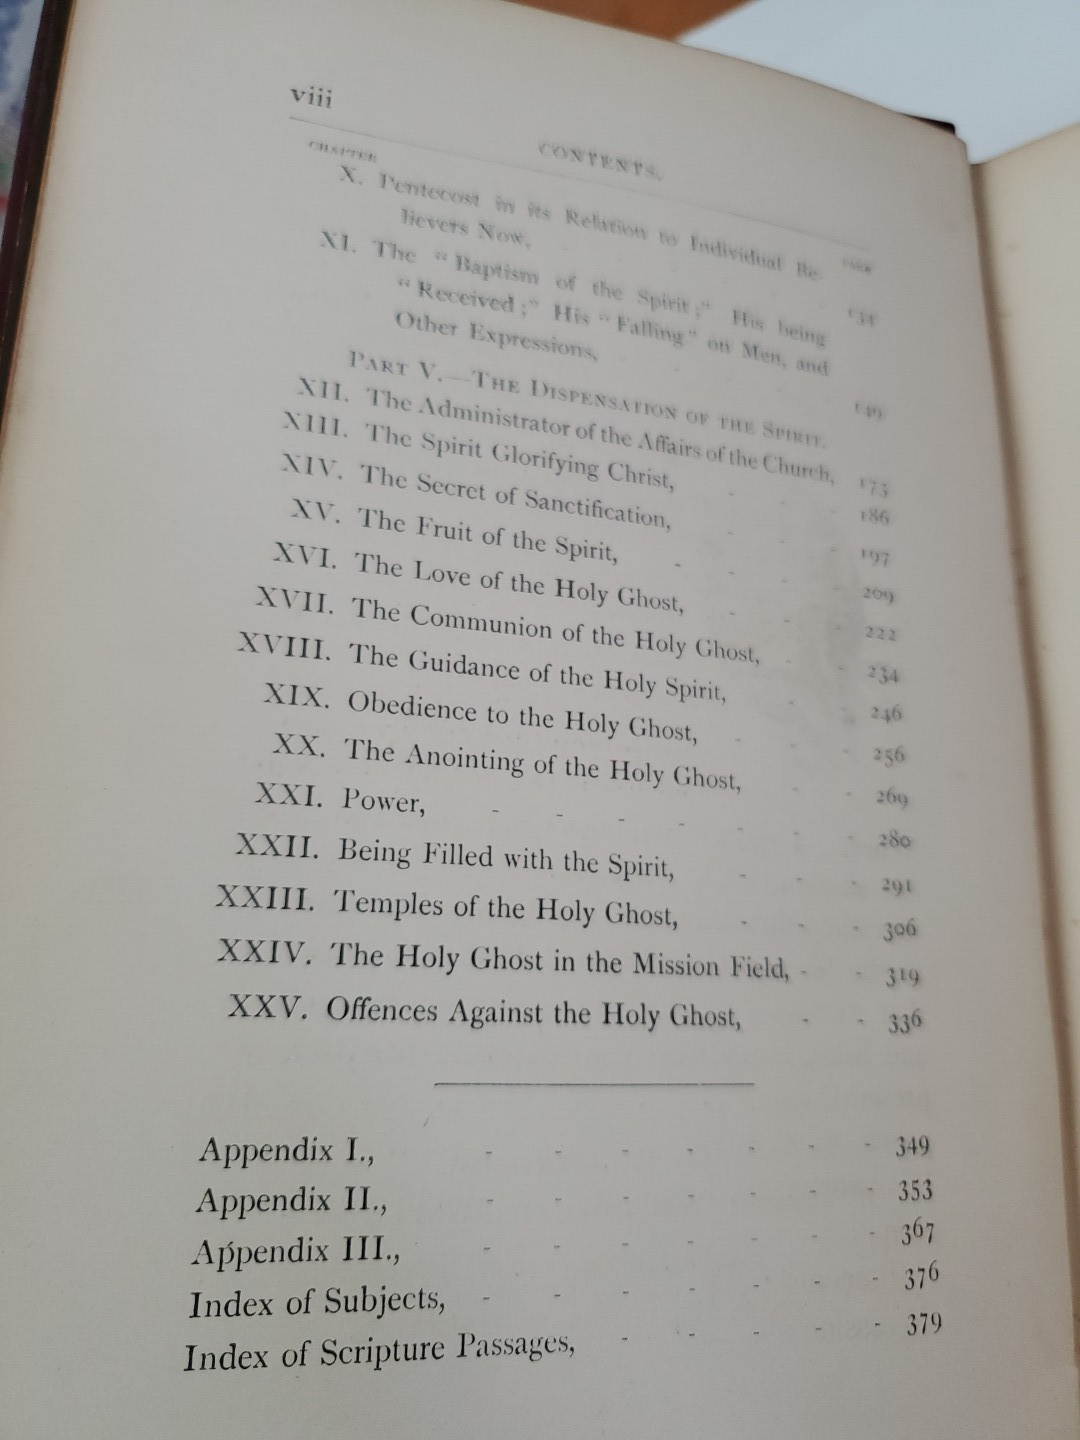 viii
CONTENTS.
CHAPTER
PAGE
X. Pentecost in its Relation to Individual Be-
lievers Now, - - 134
XI. The "Baptism of the Spirit;" His being
"Received;" His "Falling" on Men, and
Other Expressions, - - - 149
PART V.—THE DISPENSATION OF THE SPIRIT.
XII. The Administrator of the Affairs of the Church, 173
XIII. The Spirit Glorifying Christ, - - - 186
XIV. The Secret of Sanctification, - - - 197
XV. The Fruit of the Spirit, - - - - 209
XVI. The Love of the Holy Ghost, - - - 222
XVII. The Communion of the Holy Ghost, - - 234
XVIII. The Guidance of the Holy Spirit, - - 246
XIX. Obedience to the Holy Ghost, - - - 256
XX. The Anointing of the Holy Ghost, - - 269
XXI. Power, - - - - - - - 280
XXII. Being Filled with the Spirit, - - - 291
XXIII. Temples of the Holy Ghost, - - - 306
XXIV. The Holy Ghost in the Mission Field, - - 319
XXV. Offences Against the Holy Ghost, - - 336
Appendix I., - - - - - - - 349
Appendix II., - - - - - - - 353
Appendix III., - - - - - - - 367
Index of Subjects, - - - - - - - 376
Index of Scripture Passages, - - - - - 379